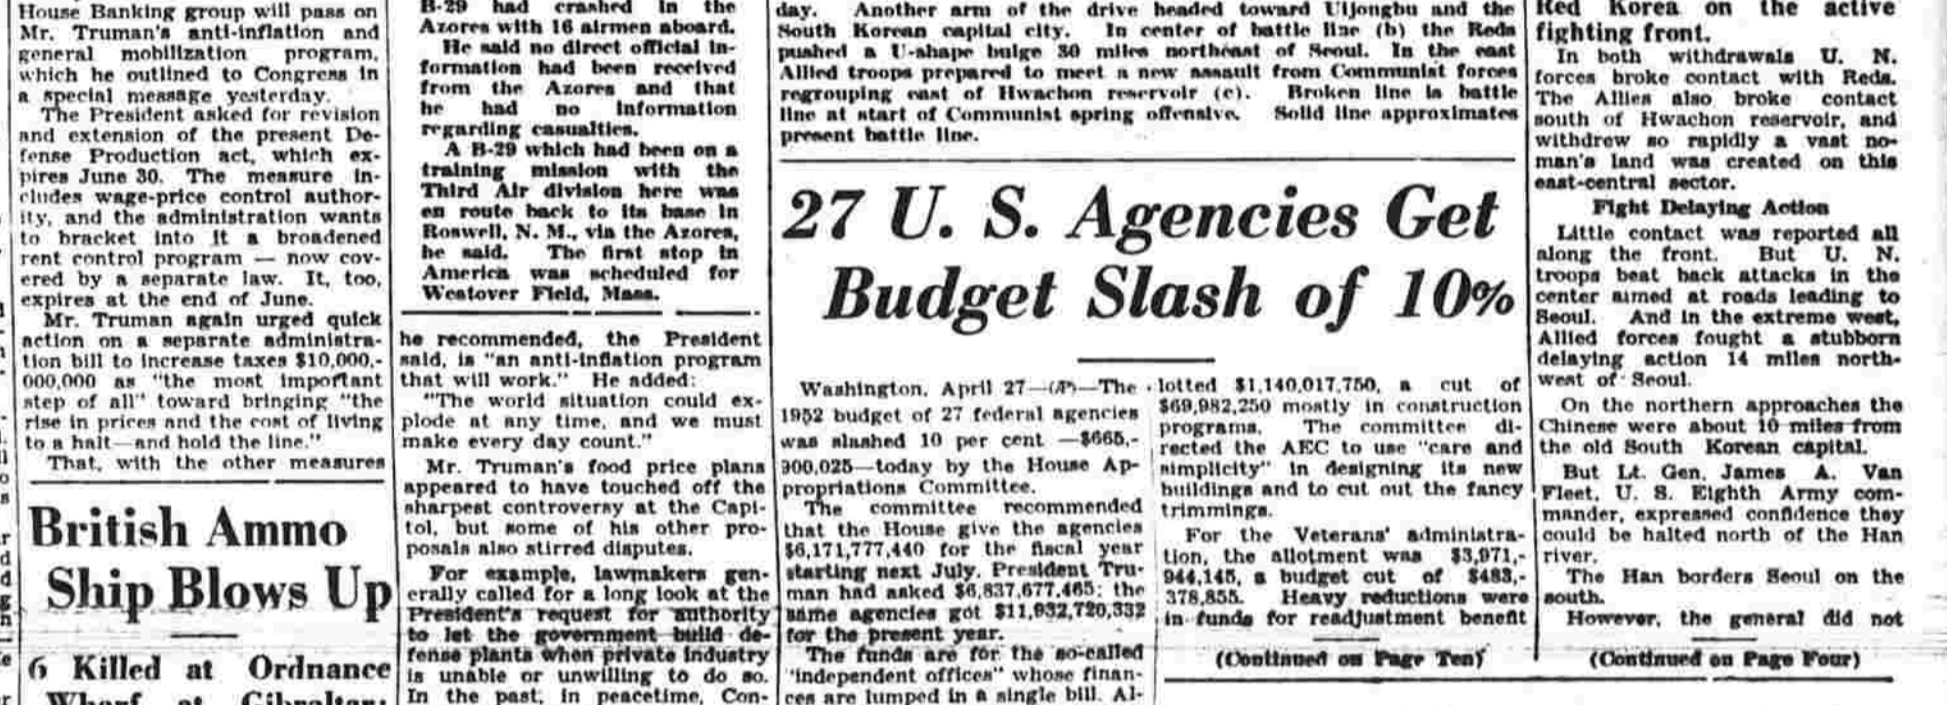 House Banking group will pass on
Mr. Truman's anti-inflation and
general mobilization program,
which he outlined to Congress in
a special message yesterday.
The President asked for revision
and extension of the present De-
fense Production act, which ex-
pires June 30. The measure in-
cludes wage-price control author-
ity, and the administration wants
to bracket into it a broadened
rent control program — now cov-
ered by a separate law. It, too,
expires at the end of June.
Mr. Truman again urged quick
action on a separate administra-
tion bill to increase taxes $10,000,-
000,000 as "the most important
step of all" toward bringing "the
rise in prices and the cost of living
to a halt—and hold the line."
That, with the other measures
British Ammo
Ship Blows Up
6 Killed at Ordnance
Wharf at Gibraltar;
B-29 had crashed in the
Azores with 16 airmen aboard.
He said no direct official in-
formation had been received
from the Azores and that
he had no information
regarding casualties.
A B-29 which had been on a
training mission with the
Third Air division here was
en route back to its base in
Roswell, N. M., via the Azores,
he said. The first stop in
America was scheduled for
Westover Field, Mass.
he recommended, the President
said, is "an anti-inflation program
that will work." He added:
"The world situation could ex-
plode at any time, and we must
make every day count."
Mr. Truman's food price plans
appeared to have touched off the
sharpest controversy at the Capi-
tol, but some of his other pro-
posals also stirred disputes.
For example, lawmakers gen-
erally called for a long look at the
President's request for authority
to let the government build de-
fense plants when private industry
is unable or unwilling to do so.
In the past, in peacetime, Con-
day. Another arm of the drive headed toward Uijongbu and the
South Korean capital city. In center of battle line (b) the Reds
pushed a U-shape bulge 30 miles northeast of Seoul. In the east
Allied troops prepared to meet a new assault from Communist forces
regrouping east of Hwachon reservoir (c). Broken line is battle
line at start of Communist spring offensive. Solid line approximates
present battle line.
27 U. S. Agencies Get
Budget Slash of 10%
Washington, April 27—(AP)—The
1952 budget of 27 federal agencies
was slashed 10 per cent —$665,-
900,025—today by the House Ap-
propriations Committee.
The committee recommended
that the House give the agencies
$6,171,777,440 for the fiscal year
starting next July. President Tru-
man had asked $6,837,677,465; the
same agencies got $11,932,720,332
for the present year.
The funds are for the so-called
"independent offices" whose finan-
ces are lumped in a single bill. Al-
lotted $1,140,017,750, a cut of
$69,982,250 mostly in construction
programs. The committee di-
rected the AEC to use "care and
simplicity" in designing its new
buildings and to cut out the fancy
trimmings.
For the Veterans' administra-
tion, the allotment was $3,971,-
944,145, a budget cut of $483,-
378,855. Heavy reductions were
in funds for readjustment benefit
(Continued on Page Ten)
Red Korea on the active
fighting front.
In both withdrawals U. N.
forces broke contact with Reds.
The Allies also broke contact
south of Hwachon reservoir, and
withdrew so rapidly a vast no-
man's land was created on this
east-central sector.
Fight Delaying Action
Little contact was reported all
along the front. But U. N.
troops beat back attacks in the
center aimed at roads leading to
Seoul. And in the extreme west,
Allied forces fought a stubborn
delaying action 14 miles north-
west of Seoul.
On the northern approaches the
Chinese were about 10 miles from
the old South Korean capital.
But Lt. Gen. James A. Van
Fleet, U. S. Eighth Army com-
mander, expressed confidence they
could be halted north of the Han
river.
The Han borders Seoul on the
south.
However, the general did not
(Continued on Page Four)